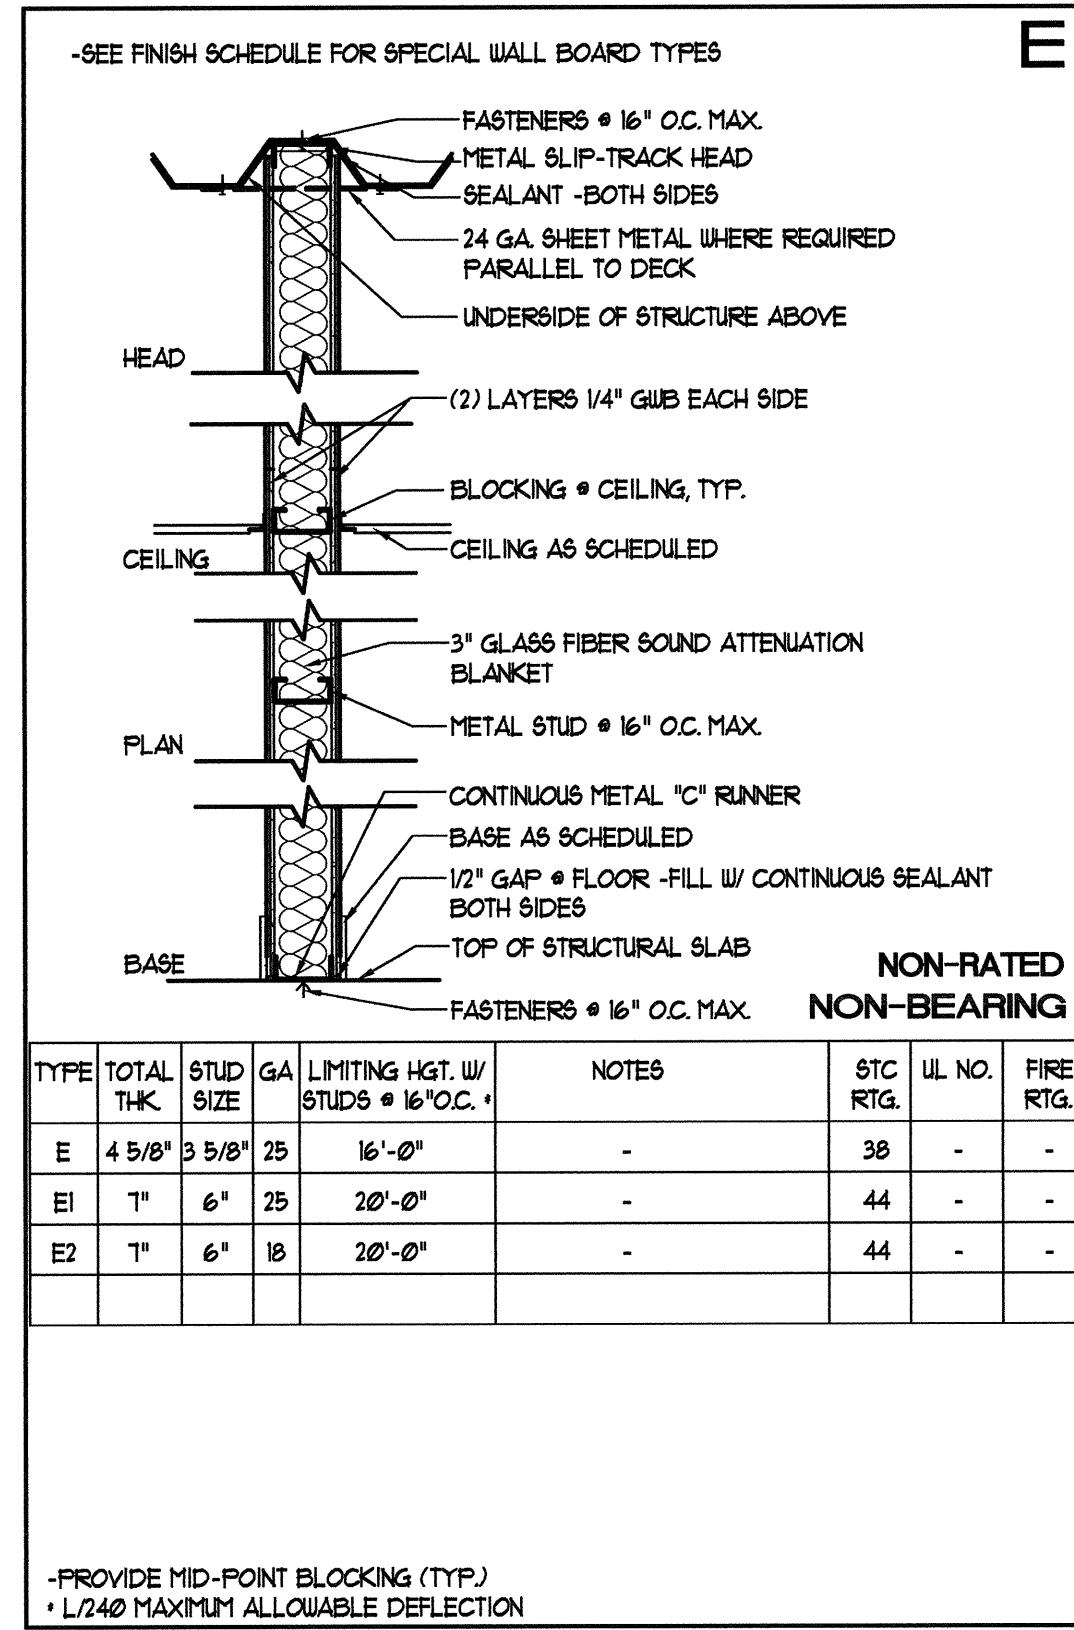 -SEE FINISH SCHEDULE FOR SPECIAL WALL BOARD TYPES
E
FASTENERS @ 16" O.C. MAX.
METAL SLIP-TRACK HEAD
SEALANT -BOTH SIDES
24 GA. SHEET METAL WHERE REQUIRED
PARALLEL TO DECK
UNDERSIDE OF STRUCTURE ABOVE
HEAD
(2) LAYERS 1/4" GWB EACH SIDE
BLOCKING @ CEILING, TYP.
CEILING AS SCHEDULED
CEILING
3" GLASS FIBER SOUND ATTENUATION
BLANKET
METAL STUD @ 16" O.C. MAX.
PLAN
CONTINUOUS METAL "C" RUNNER
BASE AS SCHEDULED
1/2" GAP @ FLOOR -FILL W/ CONTINUOUS SEALANT
BOTH SIDES
TOP OF STRUCTURAL SLAB
BASE
FASTENERS @ 16" O.C. MAX.
NON-RATED
NON-BEARING
TYPE TOTAL STUD GA LIMITING HGT. W/ NOTES STC UL NO. FIRE
THK. SIZE STUDS @ 16"O.C. * RTG. RTG.
E 4 5/8" 3 5/8" 25 16'-0" - 38 - -
E1 7" 6" 25 20'-0" - 44 - -
E2 7" 6" 18 20'-0" - 44 - -
-PROVIDE MID-POINT BLOCKING (TYP.)
* L/240 MAXIMUM ALLOWABLE DEFLECTION